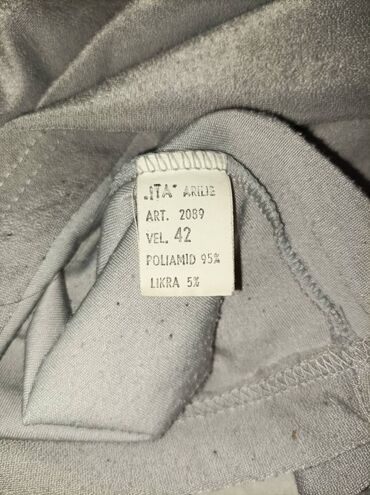 „ITA" ARILJE
ART. 2089
VEL. 42
POLIAMID 95%
LIKRA 5%